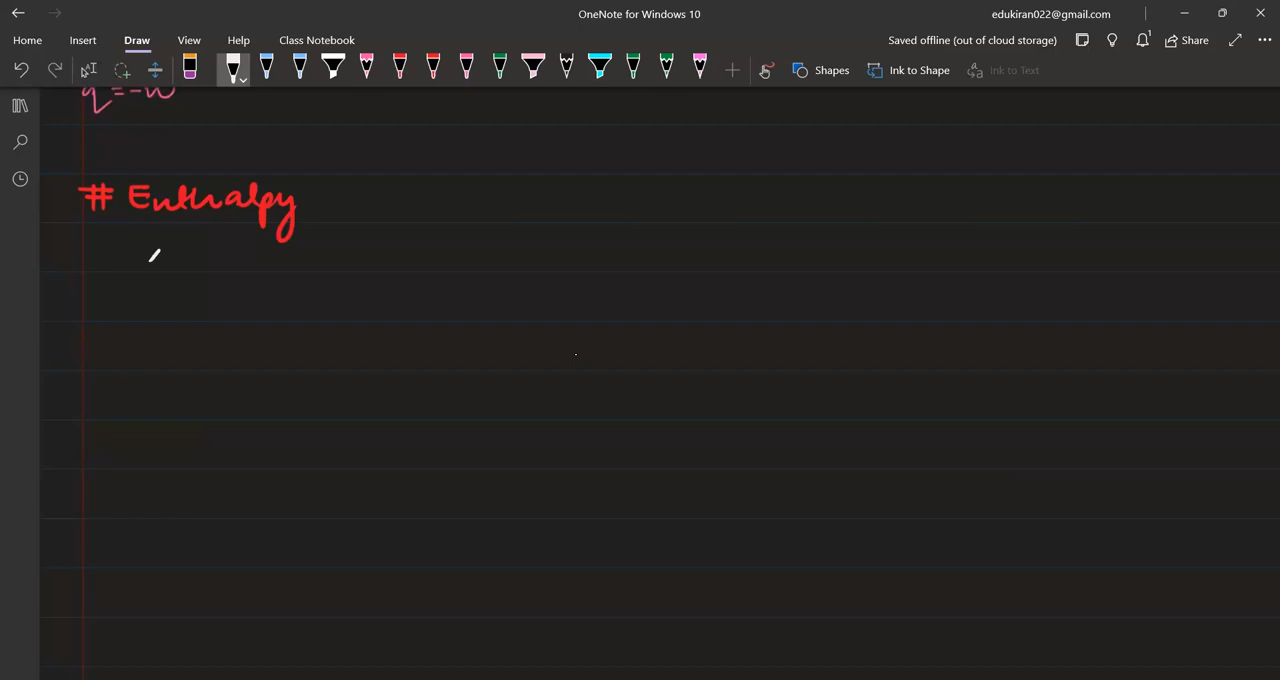 OneNote for Windows 10
edukiran022@gmail.com
Home Insert Draw View Help Class Notebook
Saved offline (out of cloud storage) 1 Share
Shapes Ink to Shape Ink to Text
q = -w
# Enthalpy